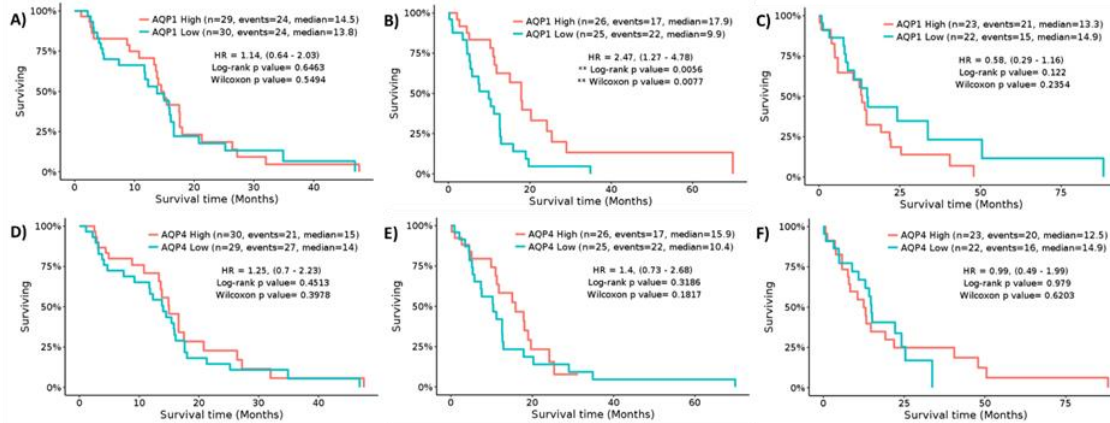 A)
AQP1 High (n=29, events=24, median=14.5)
AQP1 Low (n=30, events=24, median=13.8)
HR = 1.14, (0.64 - 2.03)
Log-rank p value= 0.6463
Wilcoxon p value= 0.5494
Surviving
100%
75%
50%
25%
0%
0 20 40
Survival time (Months)
B)
AQP1 High (n=26, events=17, median=17.9)
AQP1 Low (n=25, events=22, median=9.9)
HR = 2.47, (1.27 - 4.78)
** Log-rank p value= 0.0056
** Wilcoxon p value= 0.0077
Surviving
100%
75%
50%
25%
0%
0 20 40 60
Survival time (Months)
C)
AQP1 High (n=23, events=21, median=13.3)
AQP1 Low (n=22, events=15, median=14.9)
HR = 0.58, (0.29 - 1.16)
Log-rank p value= 0.122
Wilcoxon p value= 0.2354
Surviving
100%
75%
50%
25%
0%
0 25 50 75
Survival time (Months)
D)
AQP4 High (n=30, events=21, median=15)
AQP4 Low (n=29, events=27, median=14)
HR = 1.25, (0.7 - 2.23)
Log-rank p value= 0.4513
Wilcoxon p value= 0.3978
Surviving
100%
75%
50%
25%
0%
0 20 40
Survival time (Months)
E)
AQP4 High (n=26, events=17, median=15.9)
AQP4 Low (n=25, events=22, median=10.4)
HR = 1.4, (0.73 - 2.68)
Log-rank p value= 0.3186
Wilcoxon p value= 0.1817
Surviving
100%
75%
50%
25%
0%
0 20 40 60
Survival time (Months)
F)
AQP4 High (n=23, events=20, median=12.5)
AQP4 Low (n=22, events=16, median=14.9)
HR = 0.99, (0.49 - 1.99)
Log-rank p value= 0.979
Wilcoxon p value= 0.6203
Surviving
100%
75%
50%
25%
0%
0 25 50 75
Survival time (Months)